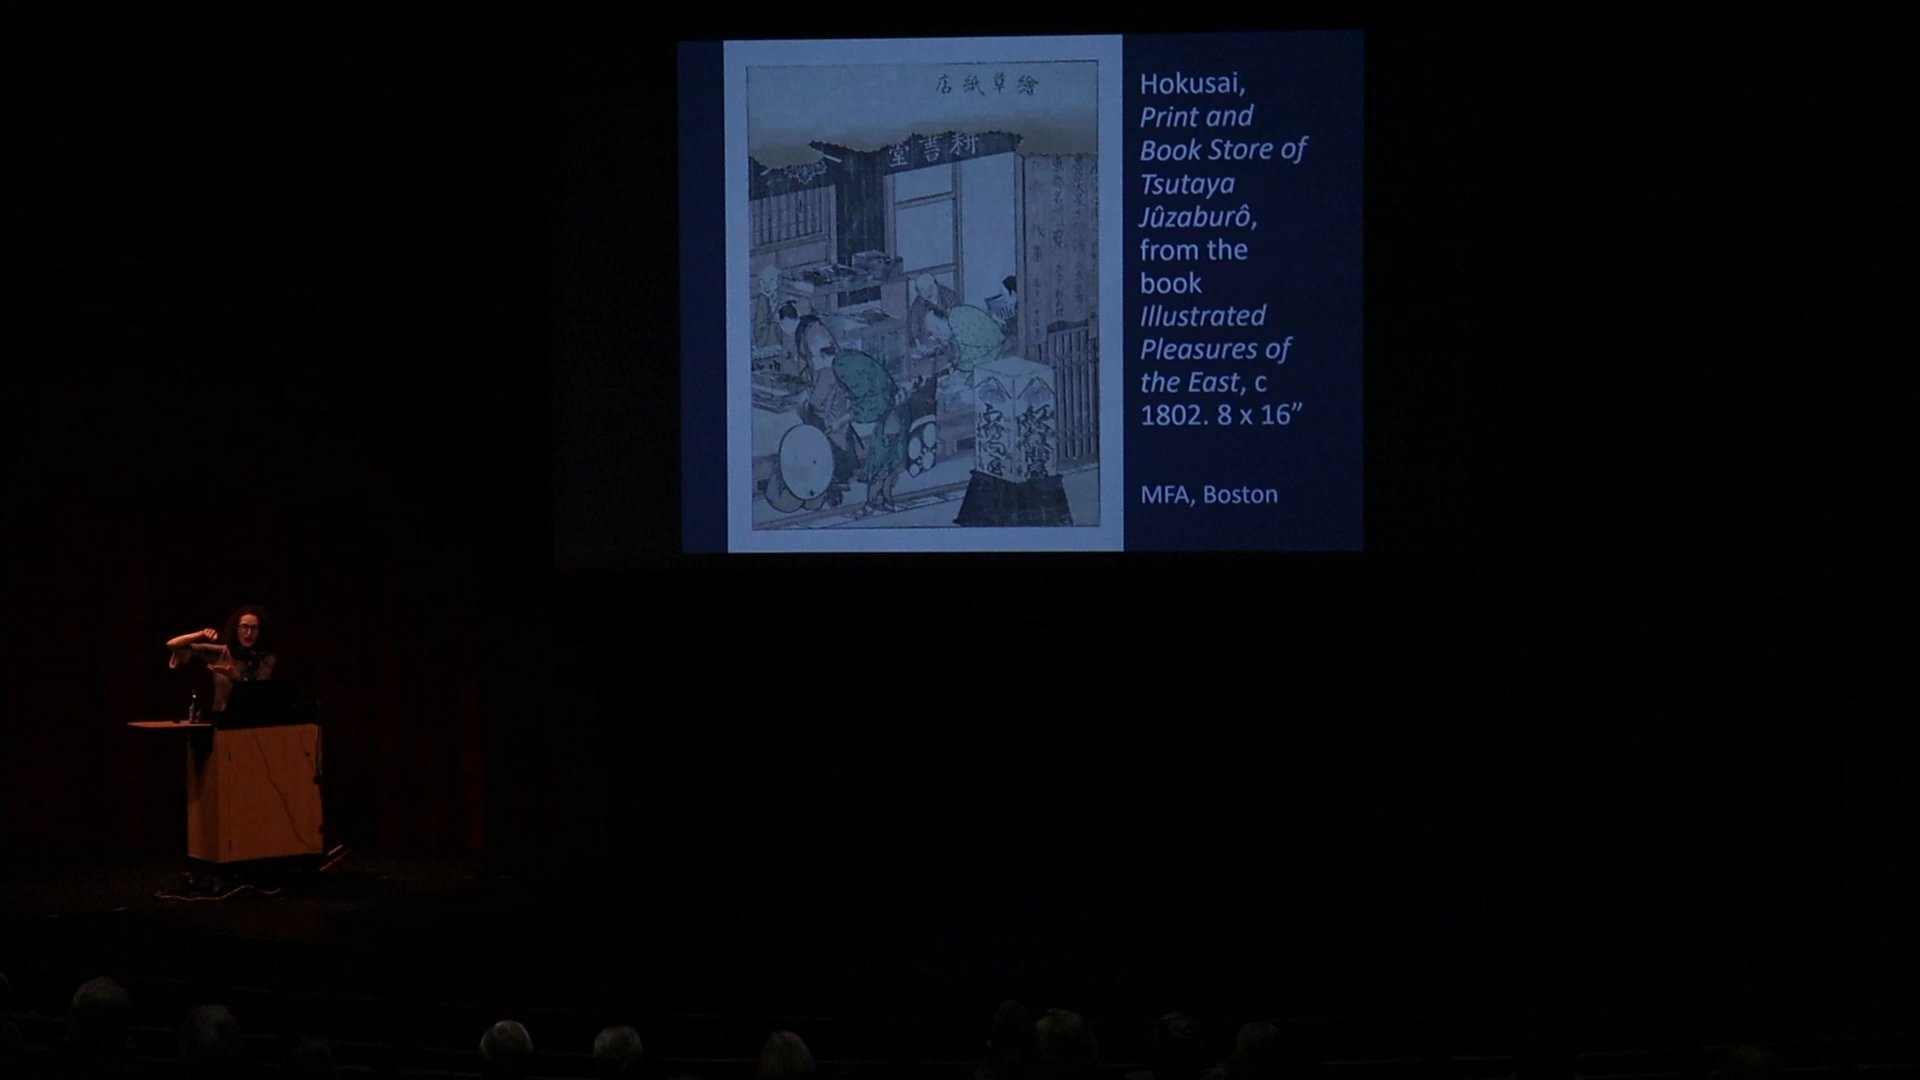 店紙草繪
堂書耕
Hokusai,
Print and
Book Store of
Tsutaya
Jûzaburô,
from the
book
Illustrated
Pleasures of
the East, c
1802. 8 x 16”
MFA, Boston